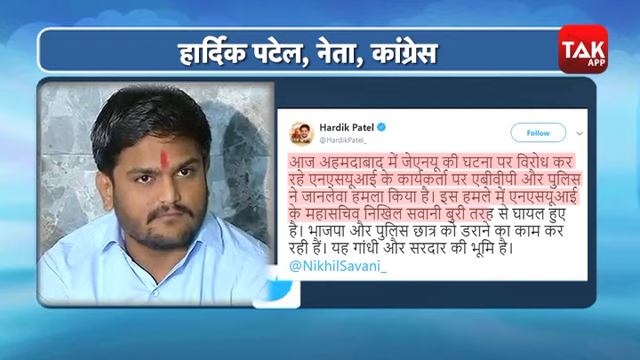 हार्दिक पटेल, नेता, कांग्रेस
TAK
APP
Hardik Patel
@HardikPatel_
Follow
आज अहमदाबाद में जेएनयू की घटना पर विरोध कर
रहे एनएसयूआई के कार्यकर्ता पर एबीवीपी और पुलिस
ने जानलेवा हमला किया है। इस हमले में एनएसयूआई
के महासचिव निखिल सवानी बुरी तरह से घायल हुए
है। भाजपा और पुलिस छात्र को डराने का काम कर
रही हैं। यह गांधी और सरदार की भूमि है।
@NikhilSavani_